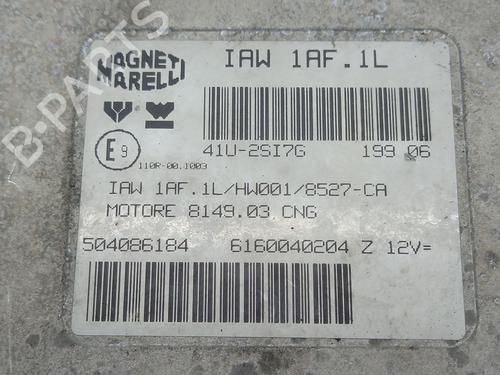 MAGNETI
MARELLI
IAW 1AF.1L
41U-2SI7G 199 06
E9
110R-00.1003
IAW 1AF.1L/HW001/8527-CA
MOTORE 8149.03 CNG
504086184 6160040204 Z 12V=
B-PARTS